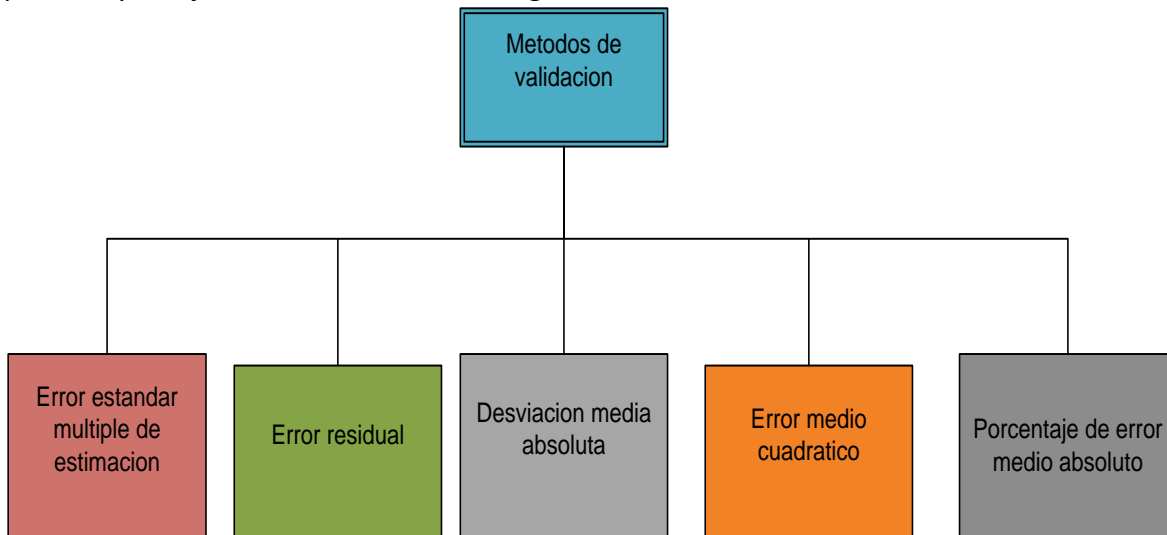 Metodos de
validacion
Error estandar
multiple de
estimacion
Error residual
Desviacion media
absoluta
Error medio
cuadratico
Porcentaje de error
medio absoluto